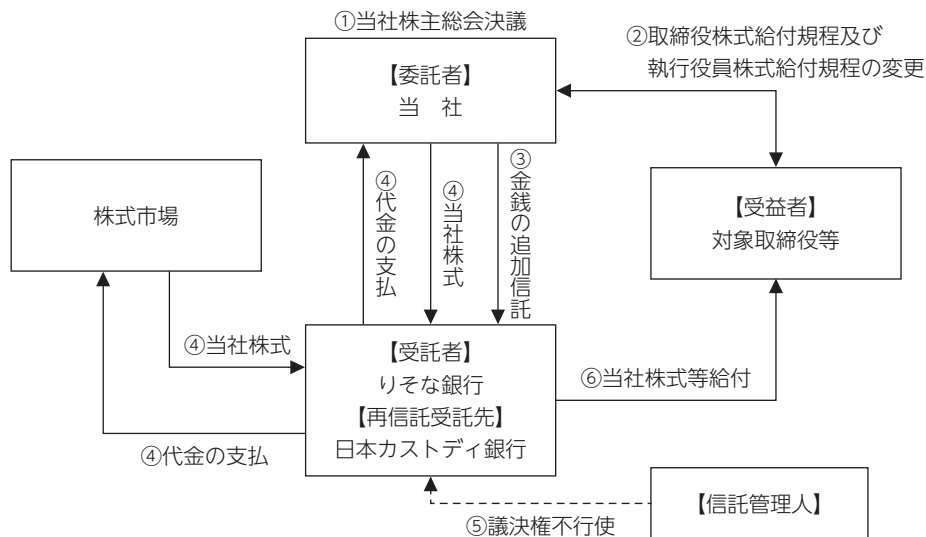 ①当社株主総会決議
②取締役株式給付規程及び
執行役員株式給付規程の変更
【委託者】
当　社
株式市場
④代金の支払
④当社株式
③金銭の追加信託
【受益者】
対象取締役等
④当社株式
【受託者】
りそな銀行
【再信託受託先】
日本カストディ銀行
⑥当社株式等給付
④代金の支払
⑤議決権不行使
【信託管理人】